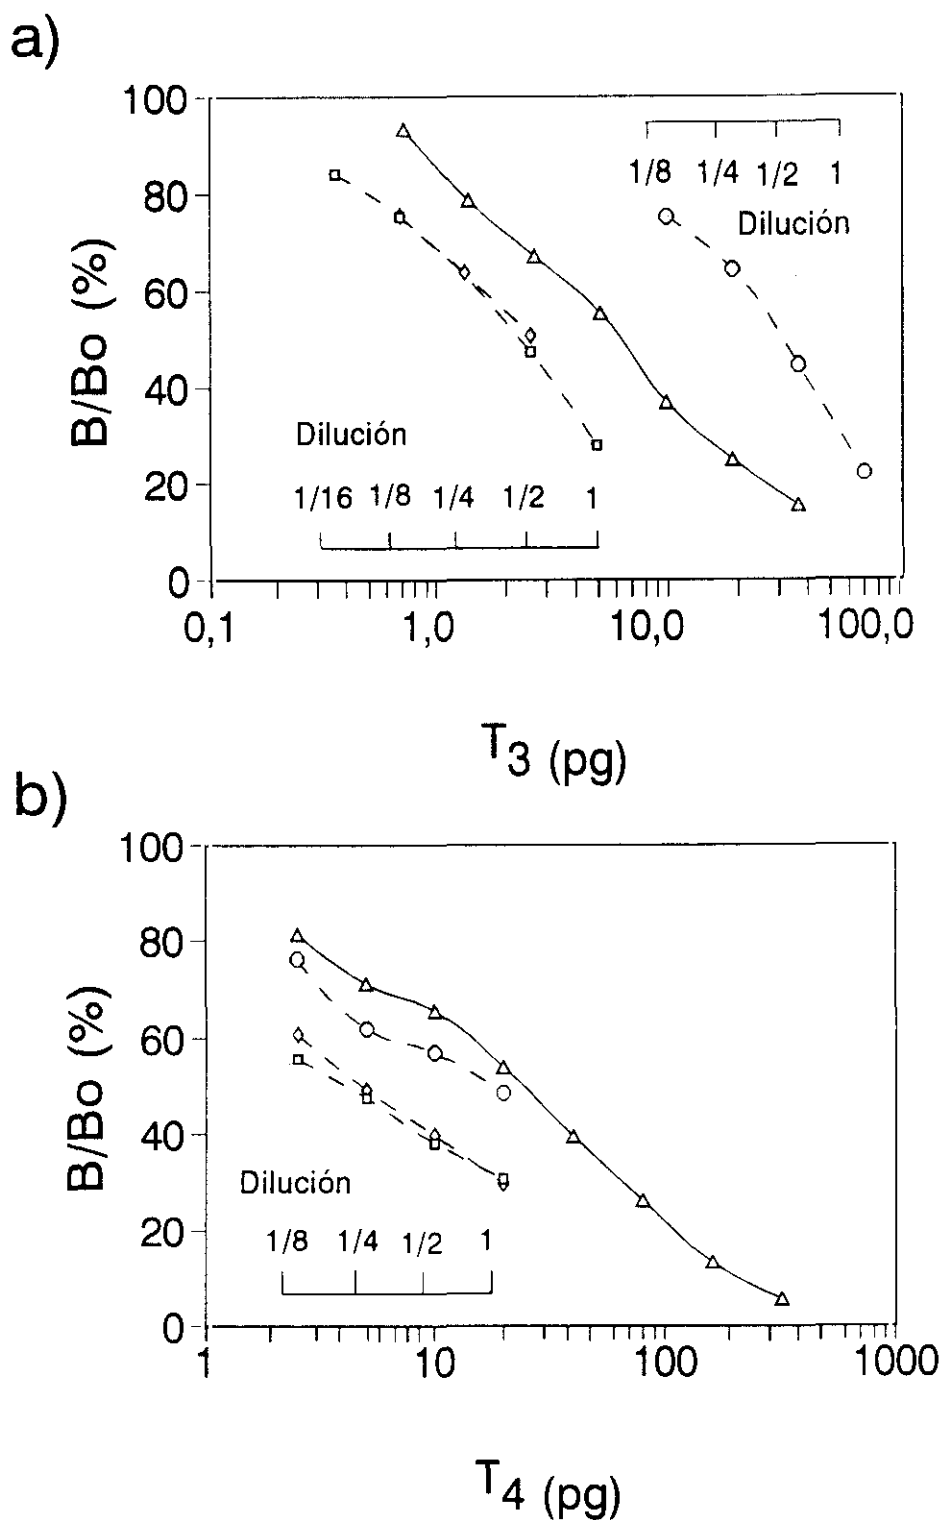 a)
100
80
60
40
20
0
B/Bo (%)
1/8 1/4 1/2 1
Dilución
Dilución
1/16 1/8 1/4 1/2 1
0,1 1,0 10,0 100,0
T3 (pg)
b)
100
80
60
40
20
0
B/Bo (%)
Dilución
1/8 1/4 1/2 1
1 10 100 1000
T4 (pg)